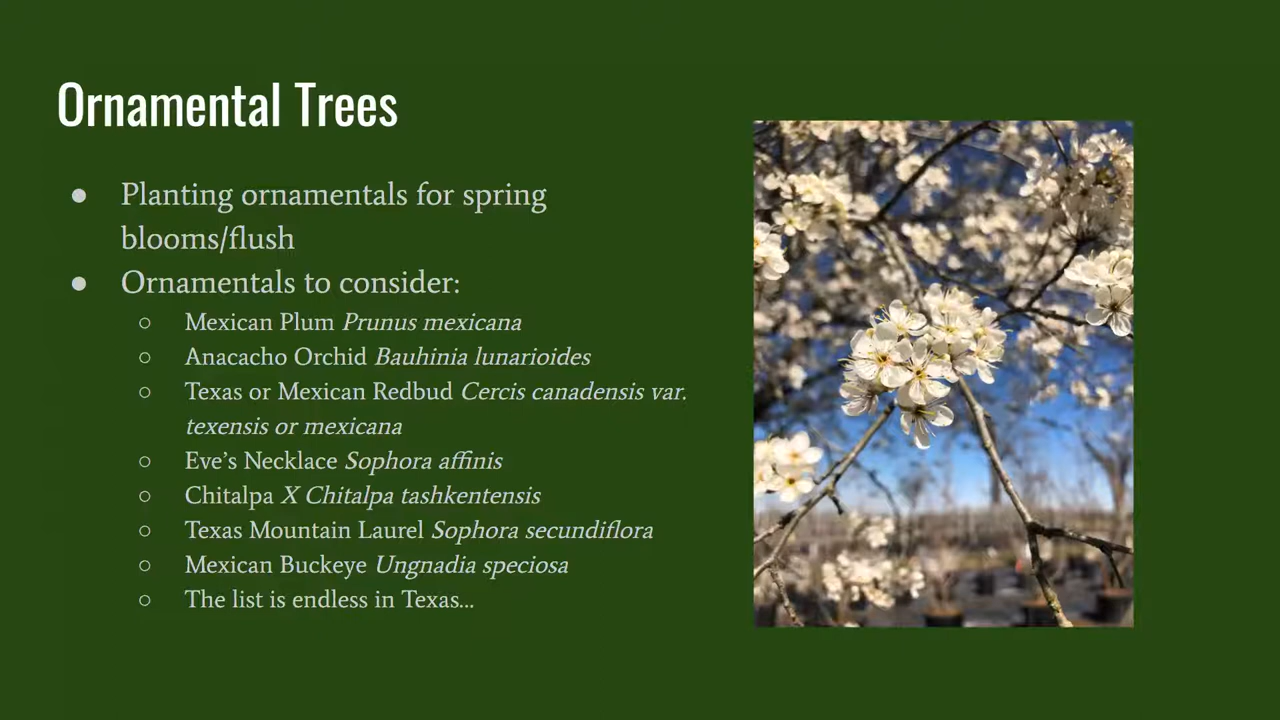 Ornamental Trees
● Planting ornamentals for spring
blooms/flush
● Ornamentals to consider:
○ Mexican Plum Prunus mexicana
○ Anacacho Orchid Bauhinia lunarioides
○ Texas or Mexican Redbud Cercis canadensis var.
texensis or mexicana
○ Eve’s Necklace Sophora affinis
○ Chitalpa X Chitalpa tashkentensis
○ Texas Mountain Laurel Sophora secundiflora
○ Mexican Buckeye Ungnadia speciosa
○ The list is endless in Texas...